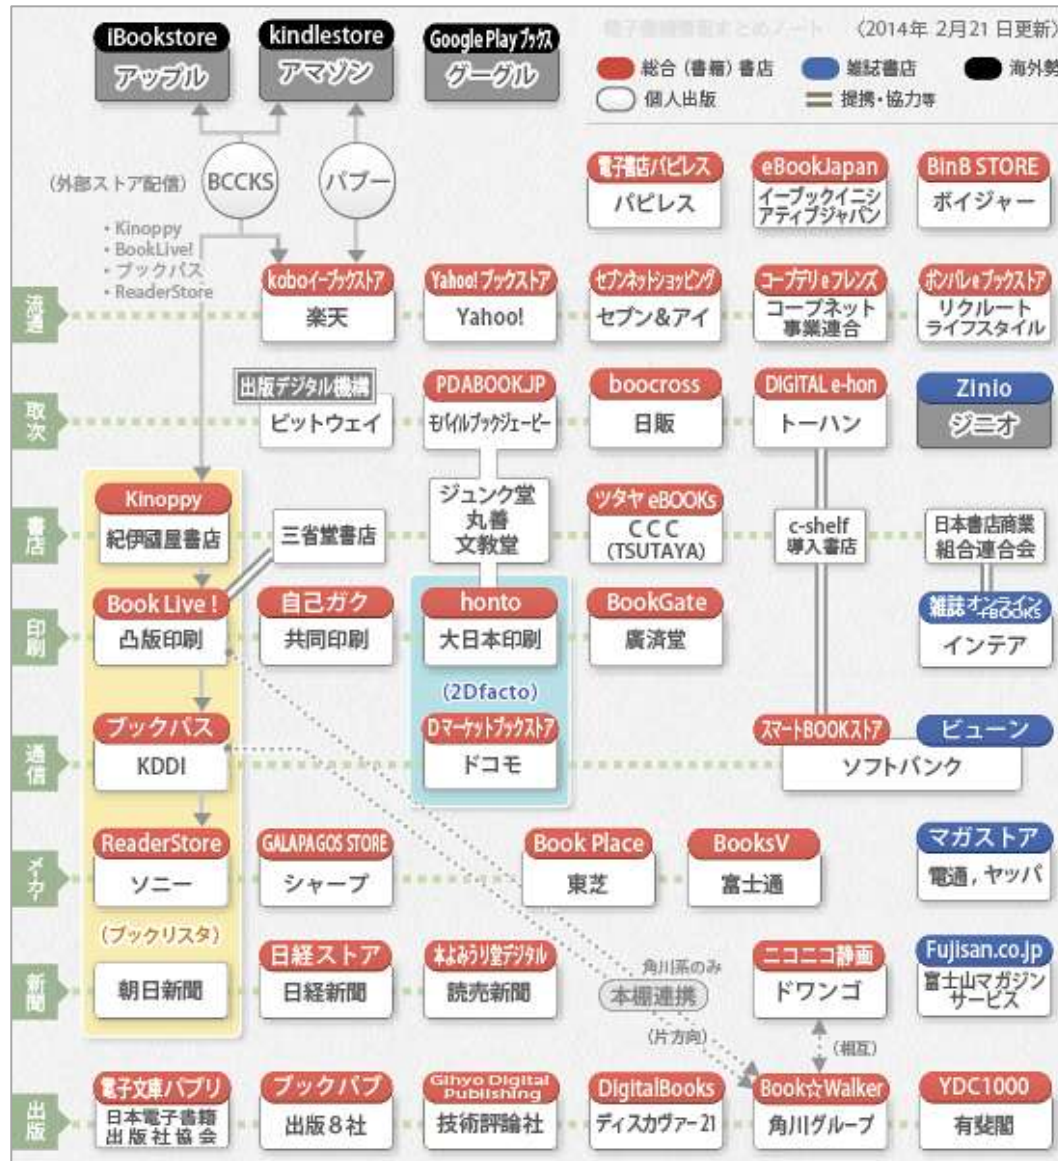 iBookstore
アップル
kindlestore
アマゾン
Google Play ブックス
グーグル
電子書籍情報まとめノート
(2014年 2月21日更新)
総合 (書籍) 書店
雑誌書店
海外勢
個人出版
提携・協力等
(外部ストア配信)
BCCKS
パブー
・Kinoppy
・BookLive!
・ブックパス
・ReaderStore
電子書店パピレス
パピレス
eBookJapan
イーブックイニシ
アティブジャパン
BinB STORE
ボイジャー
流通
koboイーブックストア
楽天
Yahoo! ブックストア
Yahoo!
セブンネットショッピング
セブン&アイ
コープデリ e フレンズ
コープネット
事業連合
ポンパレeブックストア
リクルート
ライフスタイル
取次
出版デジタル機構
ビットウェイ
PDABOOK.JP
モバイルブックジェーピー
boocross
日販
DIGITAL e-hon
トーハン
Zinio
ジニオ
書店
Kinoppy
紀伊國屋書店
三省堂書店
ジュンク堂
丸善
文教堂
ツタヤ eBOOKs
CCC
(TSUTAYA)
c-shelf
導入書店
日本書店商業
組合連合会
印刷
Book Live !
凸版印刷
自己ガク
共同印刷
honto
大日本印刷
BookGate
廣済堂
雑誌オンライン
+BOOKS
インテア
(2Dfacto)
通信
ブックパス
KDDI
Dマーケットブックストア
ドコモ
スマートBOOKストア
ビューン
ソフトバンク
メーカー
ReaderStore
ソニー
GALAPAGOS STORE
シャープ
Book Place
東芝
BooksV
富士通
マガストア
電通, ヤッパ
(ブックリスタ)
新聞
朝日新聞
日経ストア
日経新聞
本よみうり堂デジタル
読売新聞
角川系のみ
本棚連携
(片方向)
ニコニコ静画
ドワンゴ
(相互)
Fujisan.co.jp
富士山マガジン
サービス
出版
電子文庫パブリ
日本電子書籍
出版社協会
ブックパブ
出版8社
Gihyo Digital
Publishing
技術評論社
DigitalBooks
ディスカヴァー21
Book☆Walker
角川グループ
YDC1000
有斐閣